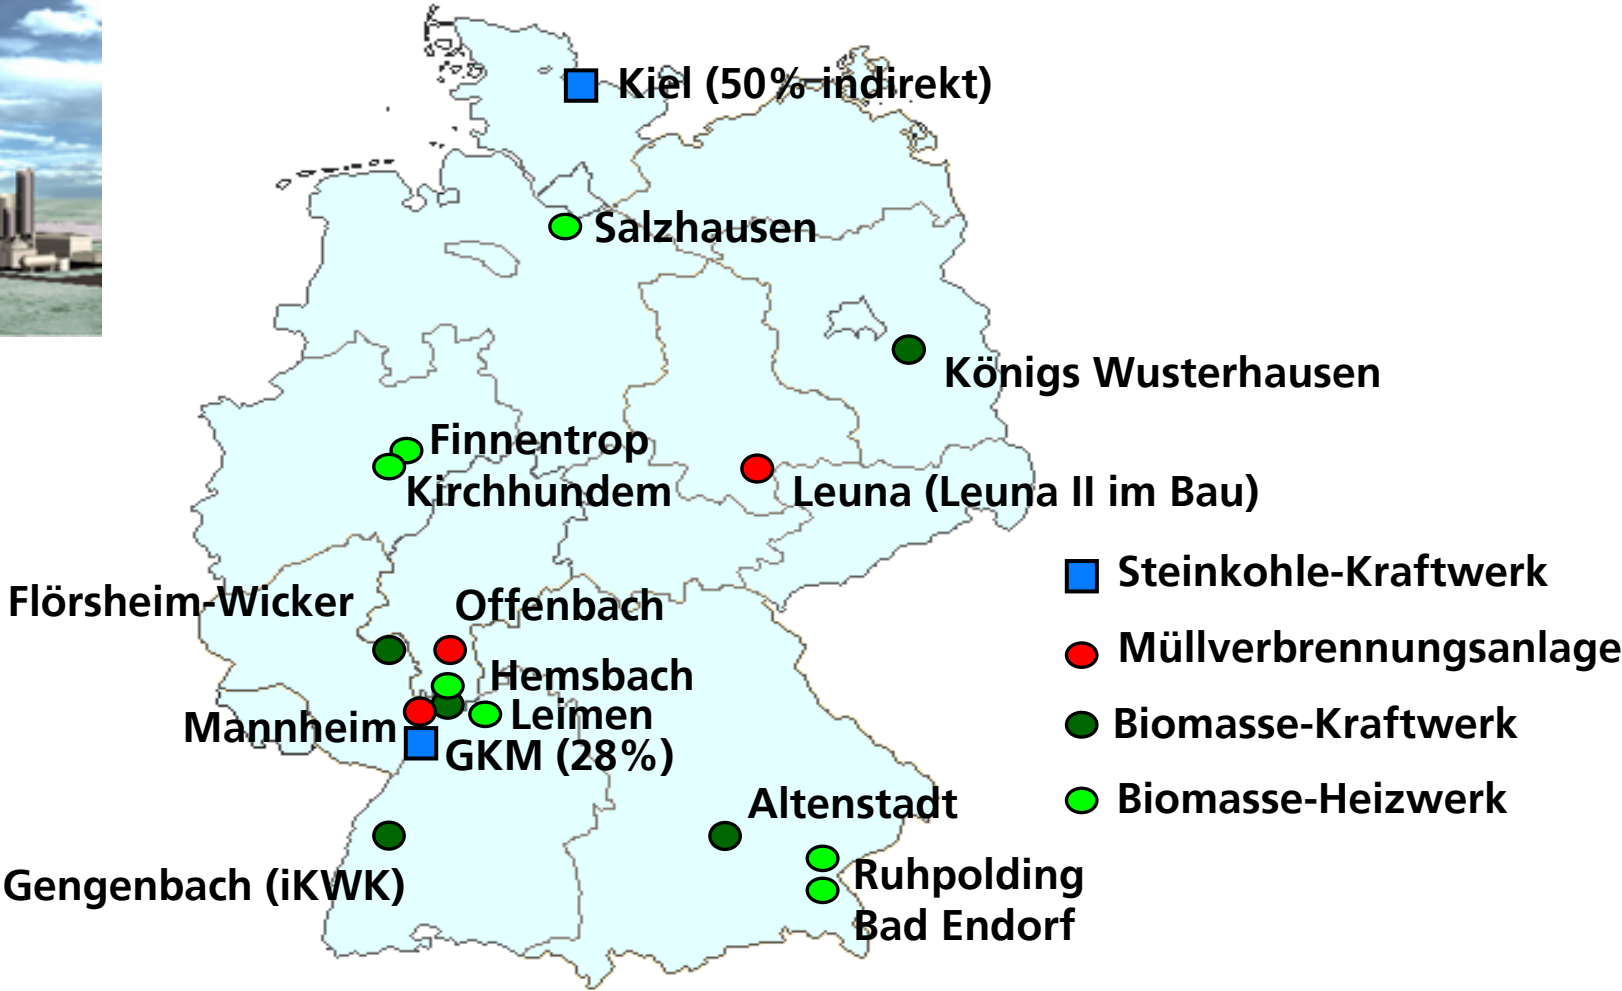 Kiel (50%-indirekt)
Salzhausen
Königs Wusterhausen
Finnentrop
Kirchhundem
Leuna (Leuna II im Bau)
Steinkohle-Kraftwerk
Flörsheim-Wicker
Offenbach
Müllverbrennungsanlage
Hemsbach
Mannheim
Leimen
Biomasse-Kraftwerk
GKM (28%)
Altenstadt
Biomasse-Heizwerk
Gengenbach (iKWK)
Ruhpolding
Bad Endorf